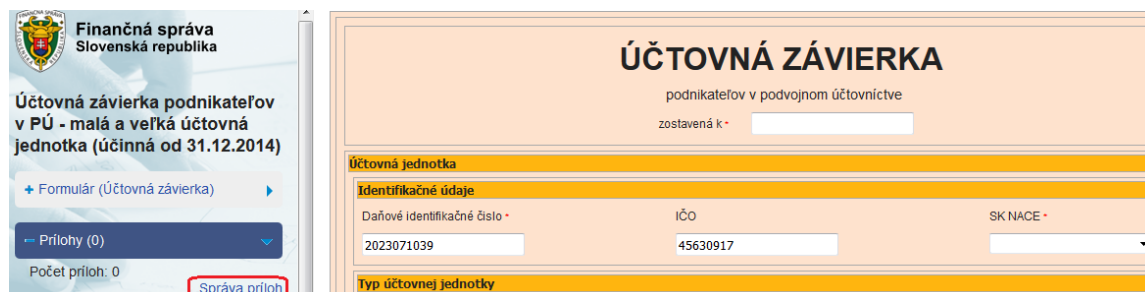 Finančná správa
Slovenská republika
Účtovná závierka podnikateľov
v PÚ - malá a veľká účtovná
jednotka (účinná od 31.12.2014)
+ Formulár (Účtovná závierka)
Prílohy (0)
Počet príloh: 0
Správa príloh
ÚČTOVNÁ ZÁVIERKA
podnikateľov v podvojnom účtovníctve
zostavená k *
Účtovná jednotka
Identifikačné údaje
Daňové identifikačné číslo * IČO SK NACE *
2023071039 45630917
Typ účtovnej jednotky